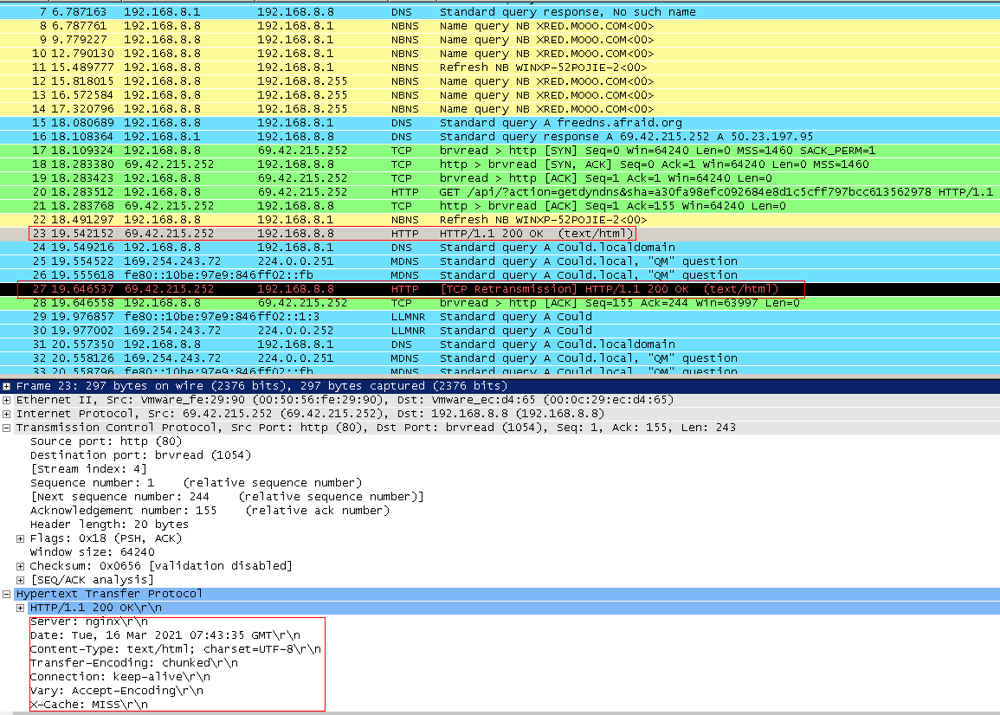 7 6.787163 192.168.8.1 192.168.8.8 DNS Standard query response, No such name
8 6.787761 192.168.8.8 192.168.8.1 NBNS Name query NB XRED.MOOO.COM<00>
9 9.779227 192.168.8.8 192.168.8.1 NBNS Name query NB XRED.MOOO.COM<00>
10 12.790130 192.168.8.8 192.168.8.1 NBNS Name query NB XRED.MOOO.COM<00>
11 15.489777 192.168.8.8 192.168.8.1 NBNS Refresh NB WINXP-52POJIE-2<00>
12 15.818015 192.168.8.8 192.168.8.255 NBNS Name query NB XRED.MOOO.COM<00>
13 16.572584 192.168.8.8 192.168.8.255 NBNS Name query NB XRED.MOOO.COM<00>
14 17.320796 192.168.8.8 192.168.8.255 NBNS Name query NB XRED.MOOO.COM<00>
15 18.080689 192.168.8.8 192.168.8.1 DNS Standard query A freedns.afraid.org
16 18.108364 192.168.8.1 192.168.8.8 DNS Standard query response A 69.42.215.252 A 50.23.197.95
17 18.109324 192.168.8.8 69.42.215.252 TCP brvread > http [SYN] Seq=0 Win=64240 Len=0 MSS=1460 SACK_PERM=1
18 18.283380 69.42.215.252 192.168.8.8 TCP http > brvread [SYN, ACK] Seq=0 Ack=1 Win=64240 Len=0 MSS=1460
19 18.283423 192.168.8.8 69.42.215.252 TCP brvread > http [ACK] Seq=1 Ack=1 Win=64240 Len=0
20 18.283512 192.168.8.8 69.42.215.252 HTTP GET /api/?action=getdyndns&sha=a30fa98efc092684e8d1c5cff797bcc613562978 HTTP/1.1
21 18.283768 69.42.215.252 192.168.8.8 TCP http > brvread [ACK] Seq=1 Ack=155 Win=64240 Len=0
22 18.491297 192.168.8.8 192.168.8.1 NBNS Refresh NB WINXP-52POJIE-2<00>
23 19.542152 69.42.215.252 192.168.8.8 HTTP HTTP/1.1 200 OK (text/html)
24 19.549216 192.168.8.8 192.168.8.1 DNS Standard query A Could.localdomain
25 19.554522 169.254.243.72 224.0.0.251 MDNS Standard query A Could.local, "QM" question
26 19.555618 fe80::10be:97e9:846 ff02::fb MDNS Standard query A Could.local, "QM" question
27 19.646537 69.42.215.252 192.168.8.8 HTTP [TCP Retransmission] HTTP/1.1 200 OK (text/html)
28 19.646558 192.168.8.8 69.42.215.252 TCP brvread > http [ACK] Seq=155 Ack=244 Win=63997 Len=0
29 19.976857 fe80::10be:97e9:846 ff02::1:3 LLMNR Standard query A Could
30 19.977002 169.254.243.72 224.0.0.252 LLMNR Standard query A Could
31 20.557350 192.168.8.8 192.168.8.1 DNS Standard query A Could.localdomain
32 20.558126 169.254.243.72 224.0.0.251 MDNS Standard query A Could.local, "QM" question
33 20.558796 fe80::10be:97e9:846 ff02::fb MDNS Standard query A Could.local, "QM" question
Frame 23: 297 bytes on wire (2376 bits), 297 bytes captured (2376 bits)
Ethernet II, Src: Vmware_fe:29:90 (00:50:56:fe:29:90), Dst: Vmware_ec:d4:65 (00:0c:29:ec:d4:65)
Internet Protocol, Src: 69.42.215.252 (69.42.215.252), Dst: 192.168.8.8 (192.168.8.8)
Transmission Control Protocol, Src Port: http (80), Dst Port: brvread (1054), Seq: 1, Ack: 155, Len: 243
Source port: http (80)
Destination port: brvread (1054)
[Stream index: 4]
Sequence number: 1 (relative sequence number)
[Next sequence number: 244 (relative sequence number)]
Acknowledgement number: 155 (relative ack number)
Header length: 20 bytes
Flags: 0x18 (PSH, ACK)
Window size: 64240
Checksum: 0x0656 [validation disabled]
[SEQ/ACK analysis]
Hypertext Transfer Protocol
HTTP/1.1 200 OK\r\n
Server: nginx\r\n
Date: Tue, 16 Mar 2021 07:43:35 GMT\r\n
Content-Type: text/html; charset=UTF-8\r\n
Transfer-Encoding: chunked\r\n
Connection: keep-alive\r\n
Vary: Accept-Encoding\r\n
X-Cache: MISS\r\n